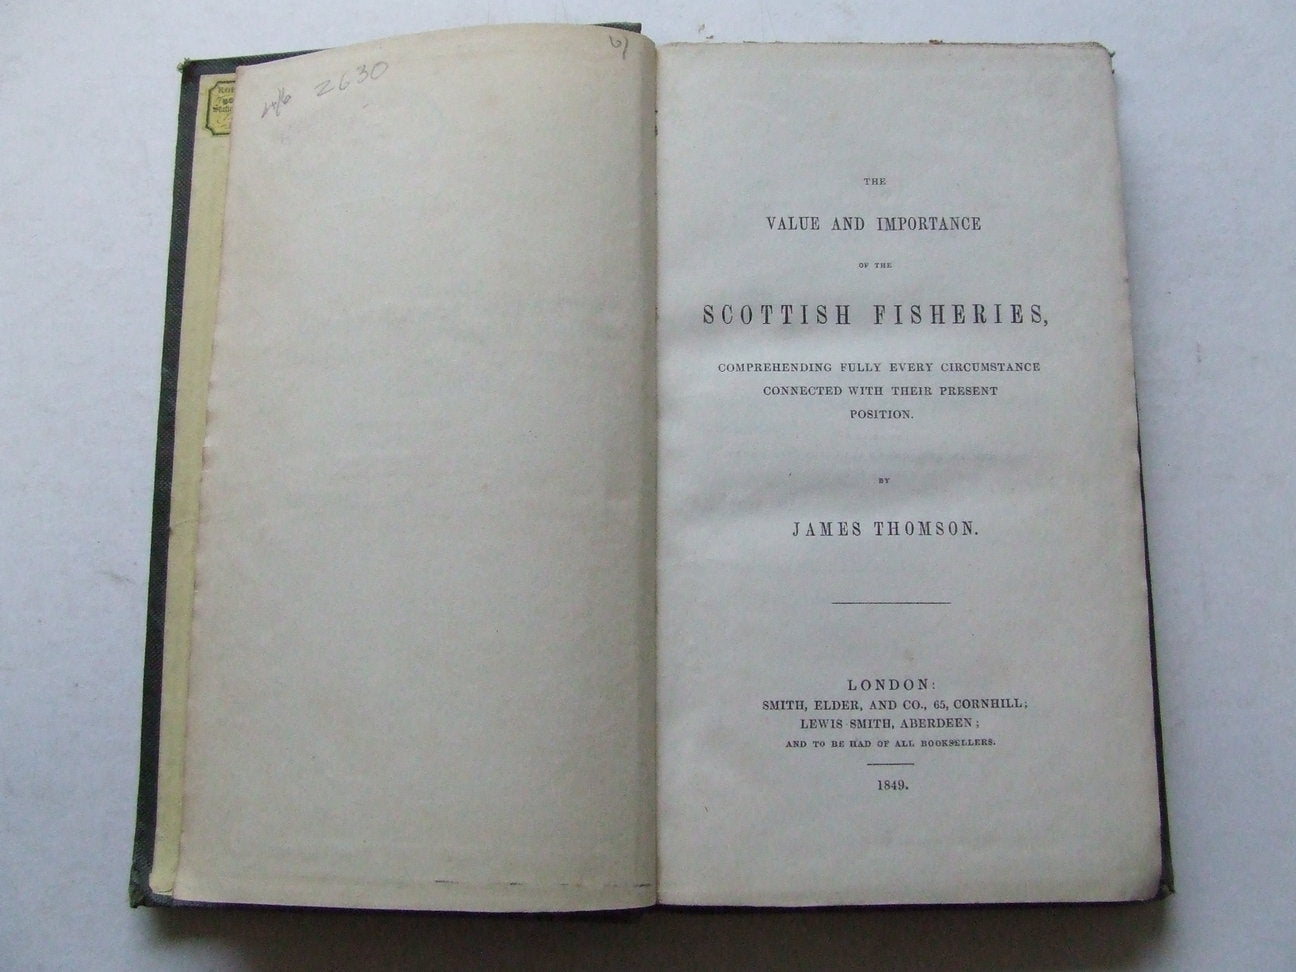 4/6 2630
THE
VALUE AND IMPORTANCE
OF THE
SCOTTISH FISHERIES,
COMPREHENDING FULLY EVERY CIRCUMSTANCE
CONNECTED WITH THEIR PRESENT
POSITION.
BY
JAMES THOMSON.
LONDON:
SMITH, ELDER, AND CO., 65, CORNHILL;
LEWIS SMITH, ABERDEEN;
AND TO BE HAD OF ALL BOOKSELLERS.
1849.